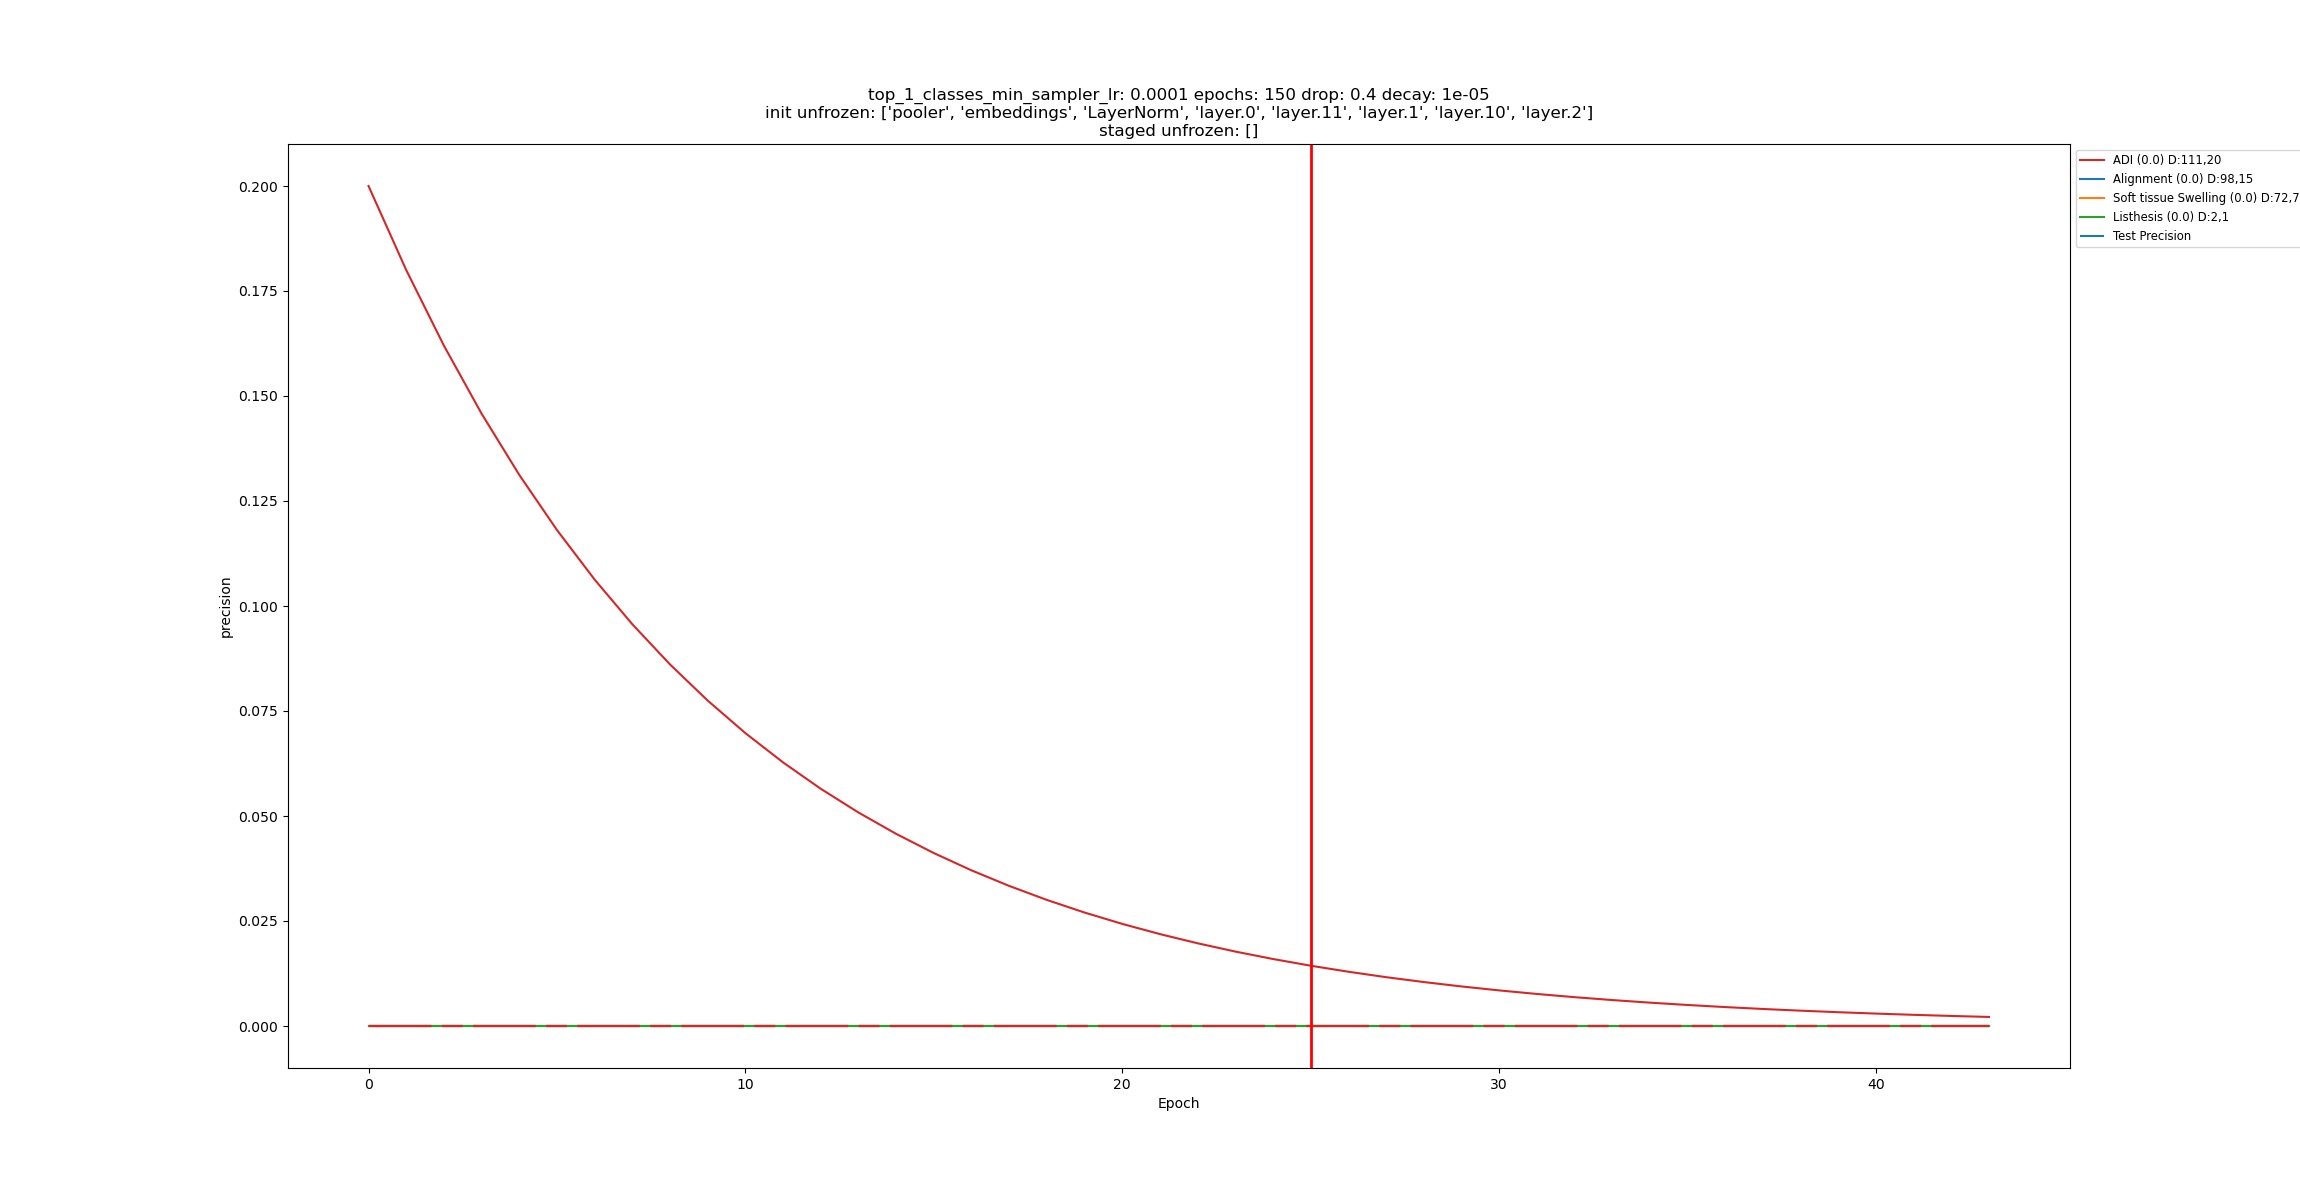 top_1_classes_min_sampler_lr: 0.0001 epochs: 150 drop: 0.4 decay: 1e-05
init unfrozen: ['pooler', 'embeddings', 'LayerNorm', 'layer.0', 'layer.11', 'layer.1', 'layer.10', 'layer.2']
staged unfrozen: []
ADI (0.0) D:111,20
Alignment (0.0) D:98,15
Soft tissue Swelling (0.0) D:72,7
Listhesis (0.0) D:2,1
Test Precision
precision
0.200
0.175
0.150
0.125
0.100
0.075
0.050
0.025
0.000
0 10 20 30 40
Epoch